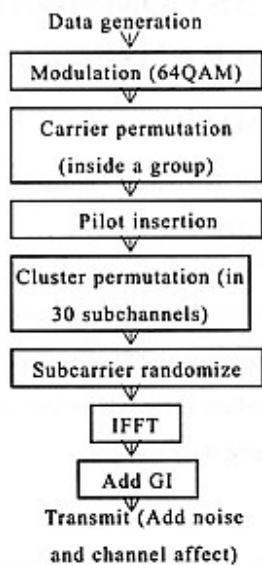 Data generation
Modulation (64QAM)
Carrier permutation
(inside a group)
Pilot insertion
Cluster permutation (in
30 subchannels)
Subcarrier randomize
IFFT
Add GI
Transmit (Add noise
and channel affect)